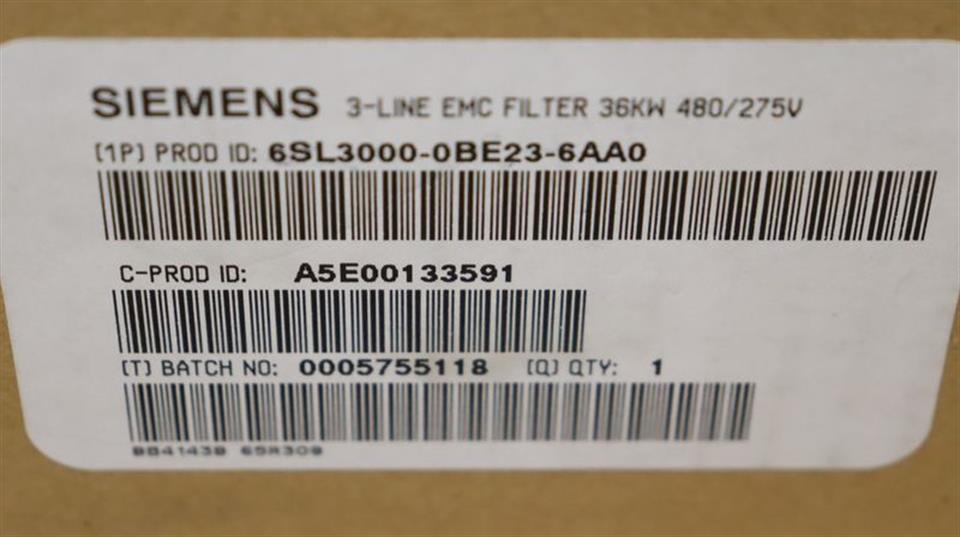 SIEMENS 3-LINE EMC FILTER 36KW 480/275V
(1P) PROD ID: 6SL3000-0BE23-6AA0
C-PROD ID: A5E00133591
(T) BATCH NO: 0005755118 (Q) QTY: 1